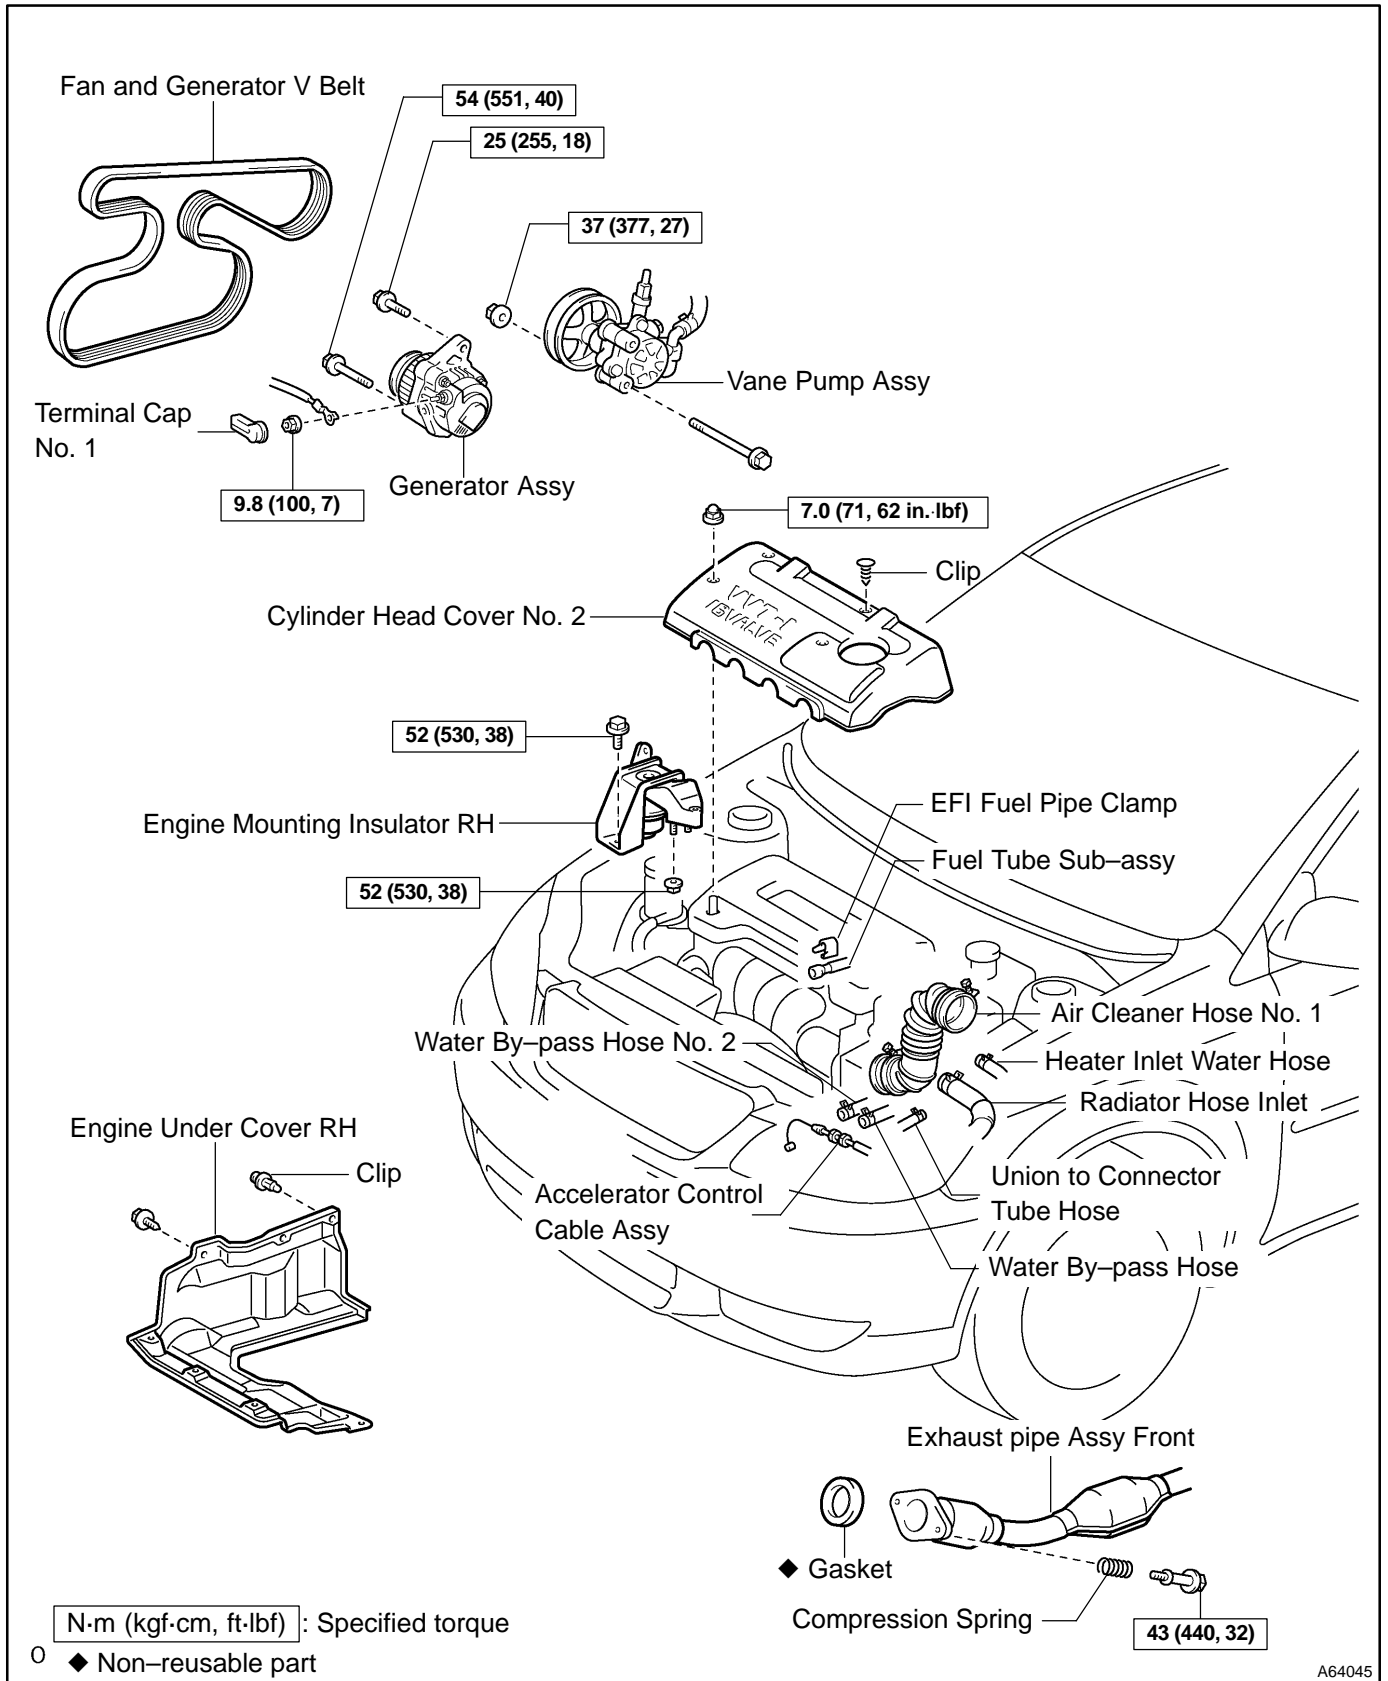 Fan and Generator V Belt
54 (551, 40)
25 (255, 18)
37 (377, 27)
Vane Pump Assy
Terminal Cap
No. 1
Generator Assy
9.8 (100, 7)
7.0 (71, 62 in.·lbf)
Clip
VVT-i
16VALVE
Cylinder Head Cover No. 2
52 (530, 38)
EFI Fuel Pipe Clamp
Engine Mounting Insulator RH
Fuel Tube Sub–assy
52 (530, 38)
Air Cleaner Hose No. 1
Water By–pass Hose No. 2
Heater Inlet Water Hose
Radiator Hose Inlet
Engine Under Cover RH
Clip
Union to Connector
Tube Hose
Accelerator Control
Cable Assy
Water By–pass Hose
Exhaust pipe Assy Front
◆ Gasket
Compression Spring
43 (440, 32)
N·m (kgf·cm, ft·lbf) : Specified torque
O ◆ Non–reusable part
A64045